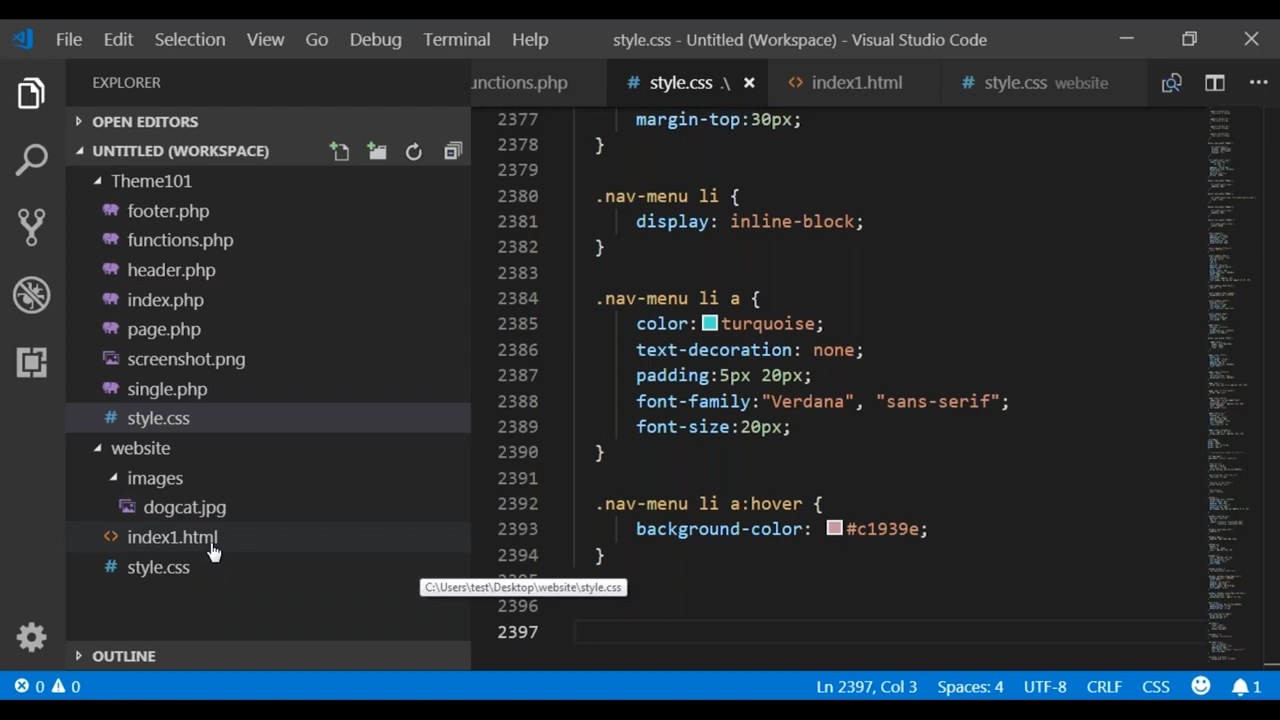 File Edit Selection View Go Debug Terminal Help style.css - Untitled (Workspace) - Visual Studio Code
EXPLORER
unctions.php # style.css .\ <> index1.html # style.css website
OPEN EDITORS
UNTITLED (WORKSPACE)
Theme101
footer.php
functions.php
header.php
index.php
page.php
screenshot.png
single.php
# style.css
website
images
dogcat.jpg
<> index1.html
# style.css
OUTLINE
2377 margin-top:30px;
2378 }
2379
2380 .nav-menu li {
2381 display: inline-block;
2382 }
2383
2384 .nav-menu li a {
2385 color: turquoise;
2386 text-decoration: none;
2387 padding:5px 20px;
2388 font-family:"Verdana", "sans-serif";
2389 font-size:20px;
2390 }
2391
2392 .nav-menu li a:hover {
2393 background-color: #c1939e;
2394 }
C:\Users\test\Desktop\website\style.css
2396
2397
0 0 Ln 2397, Col 3 Spaces: 4 UTF-8 CRLF CSS 1